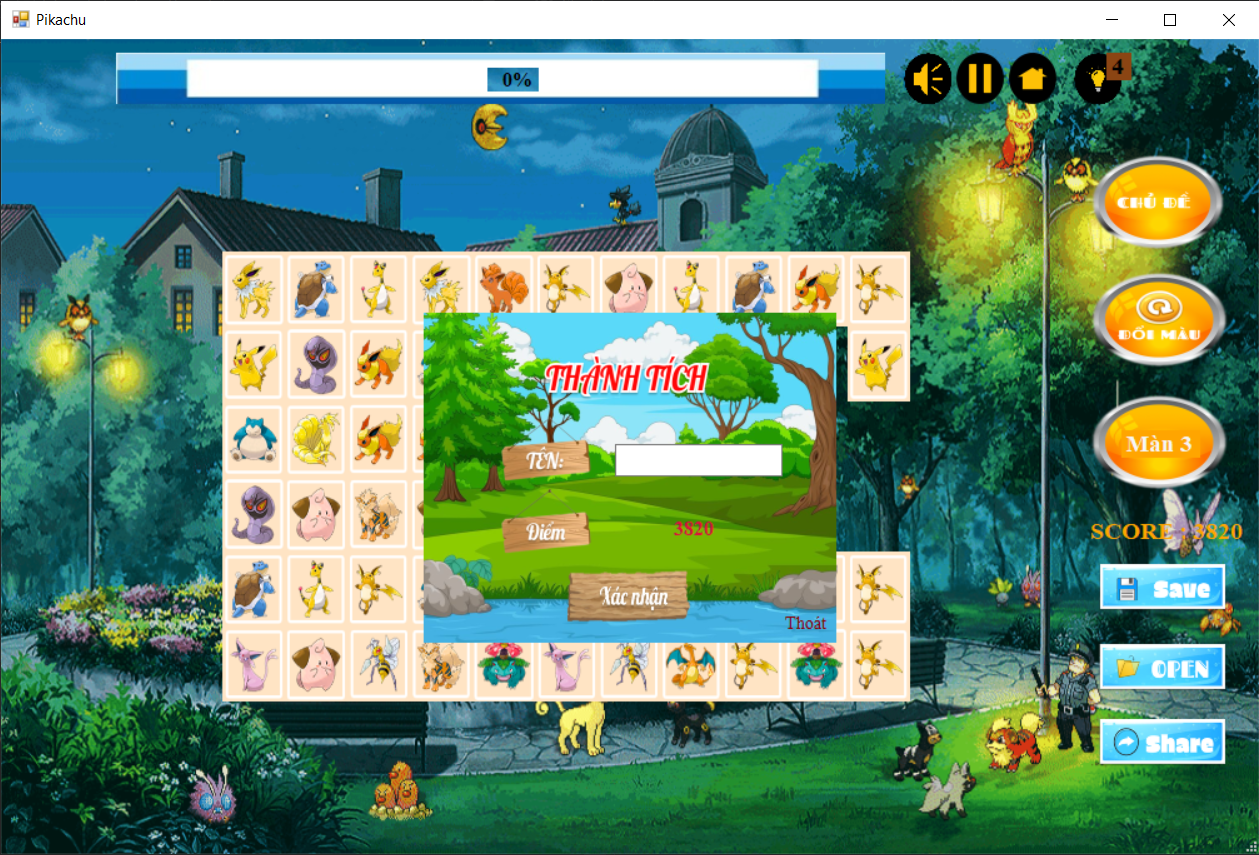 Pikachu
0%
4
CHỦ ĐỀ
ĐỔI MÀU
THÀNH TÍCH
TÊN:
Màn 3
Điểm
3820
SCORE : 3820
Xác nhận
Save
Thoát
OPEN
Share